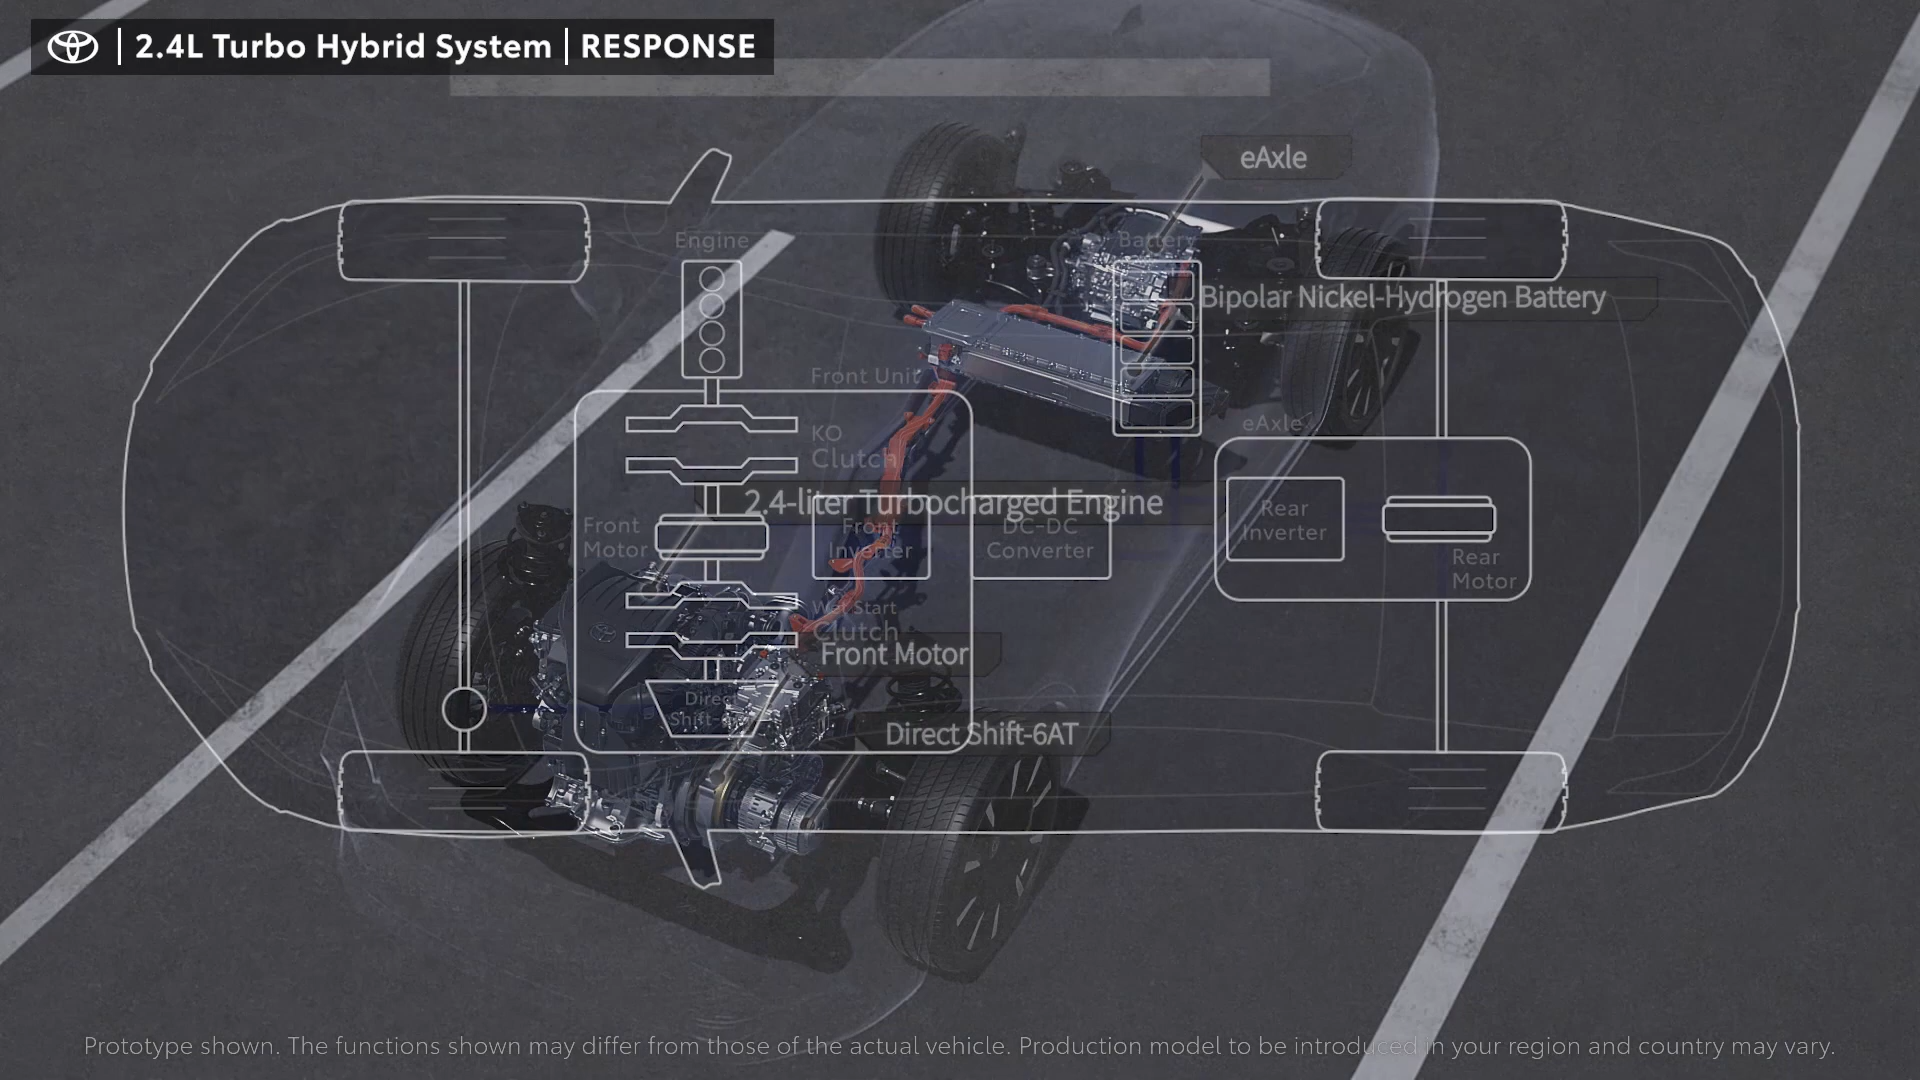 2.4L Turbo Hybrid System | RESPONSE
eAxle
Engine
Battery
Bipolar Nickel-Hydrogen Battery
Front Unit
KO
Clutch
eAxle
2.4-liter Turbocharged Engine
Front
Motor
Front
Inverter
DC-DC
Converter
Rear
Inverter
Rear
Motor
Wet Start
Clutch
Front Motor
Direct
Direct Shift-6AT
Prototype shown. The functions shown may differ from those of the actual vehicle. Production model to be introduced in your region and country may vary.